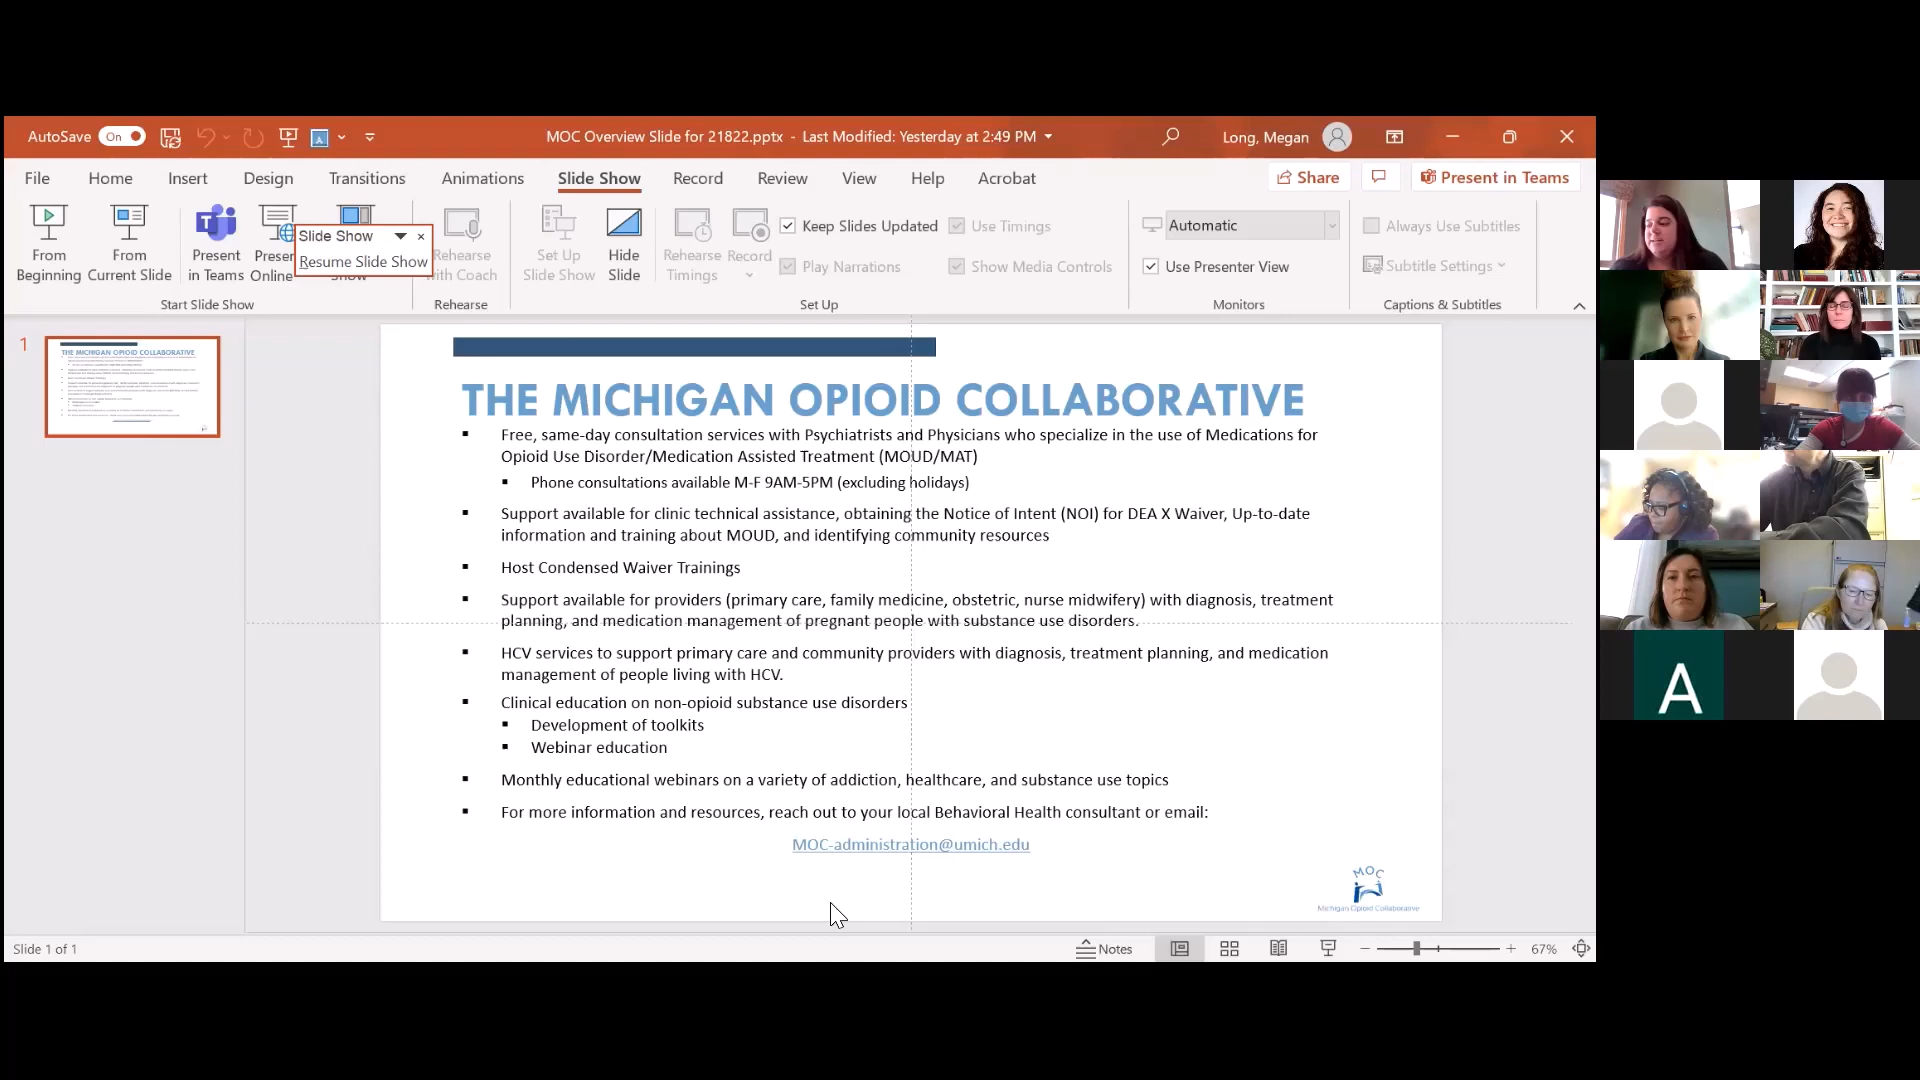 AutoSave On
MOC Overview Slide for 21822.pptx - Last Modified: Yesterday at 2:49 PM
Long, Megan
File Home Insert Design Transitions Animations Slide Show Record Review View Help Acrobat
Share
Present in Teams
From Beginning
From Current Slide
Present in Teams
Online
Show
Slide Show
Resume Slide Show
Rehearse with Coach
Set Up Slide Show
Hide Slide
Rehearse Timings
Record
Keep Slides Updated
Play Narrations
Use Timings
Show Media Controls
Automatic
Use Presenter View
Always Use Subtitles
Subtitle Settings
Start Slide Show
Rehearse
Set Up
Monitors
Captions & Subtitles
1
THE MICHIGAN OPIOID COLLABORATIVE
THE MICHIGAN OPIOID COLLABORATIVE
Free, same-day consultation services with Psychiatrists and Physicians who specialize in the use of Medications for
Opioid Use Disorder/Medication Assisted Treatment (MOUD/MAT)
Phone consultations available M-F 9AM-5PM (excluding holidays)
Support available for clinic technical assistance, obtaining the Notice of Intent (NOI) for DEA X Waiver, Up-to-date
information and training about MOUD, and identifying community resources
Host Condensed Waiver Trainings
Support available for providers (primary care, family medicine, obstetric, nurse midwifery) with diagnosis, treatment
planning, and medication management of pregnant people with substance use disorders.
HCV services to support primary care and community providers with diagnosis, treatment planning, and medication
management of people living with HCV.
Clinical education on non-opioid substance use disorders
Development of toolkits
Webinar education
Monthly educational webinars on a variety of addiction, healthcare, and substance use topics
For more information and resources, reach out to your local Behavioral Health consultant or email:
MOC-administration@umich.edu
MOC
Michigan Opioid Collaborative
A
Slide 1 of 1
Notes
67%